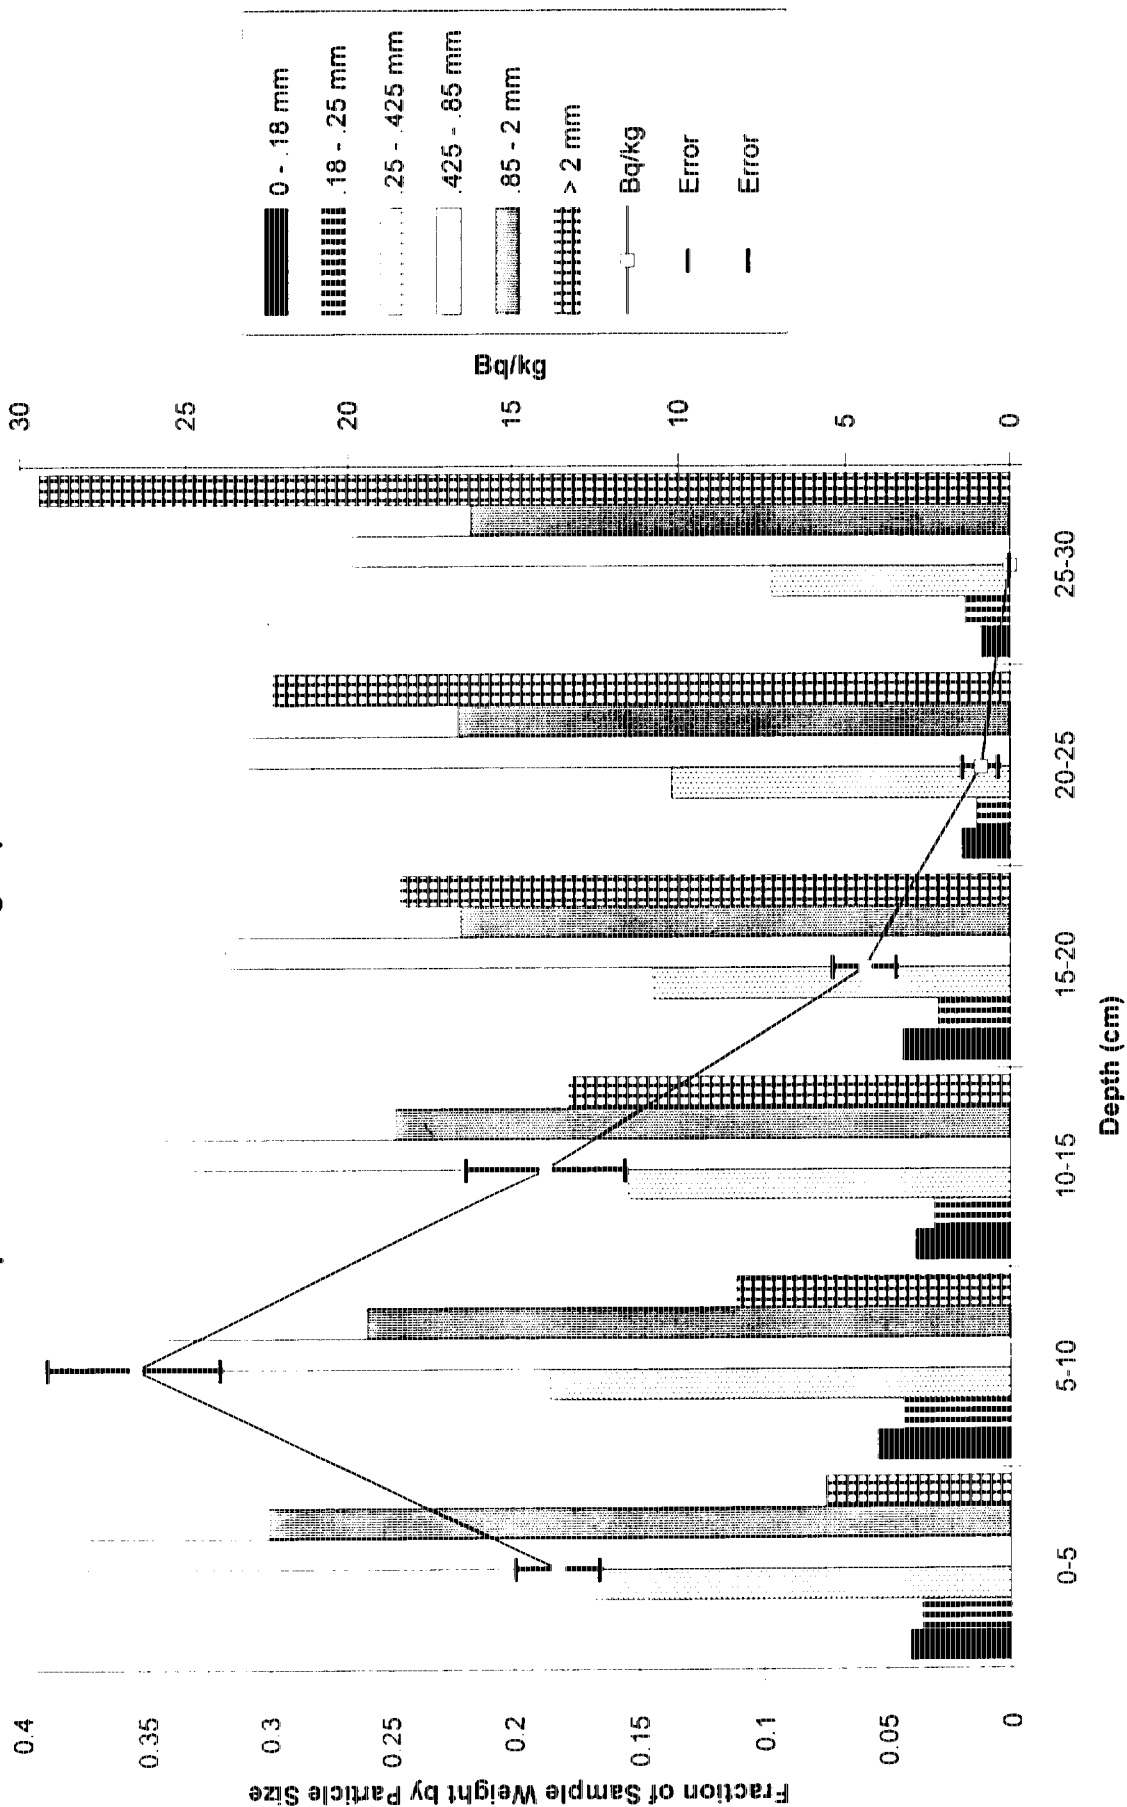 Fraction of Sample Weight by Particle Size
0.4
0.35
0.3
0.25
0.2
0.15
0.1
0.05
0
0-5
5-10
10-15
15-20
20-25
25-30
Depth (cm)
30
25
20
15
10
5
0
Bq/kg
0 - .18 mm
.18 - .25 mm
.25 - .425 mm
.425 - .85 mm
.85 - 2 mm
> 2 mm
Bq/kg
Error
Error